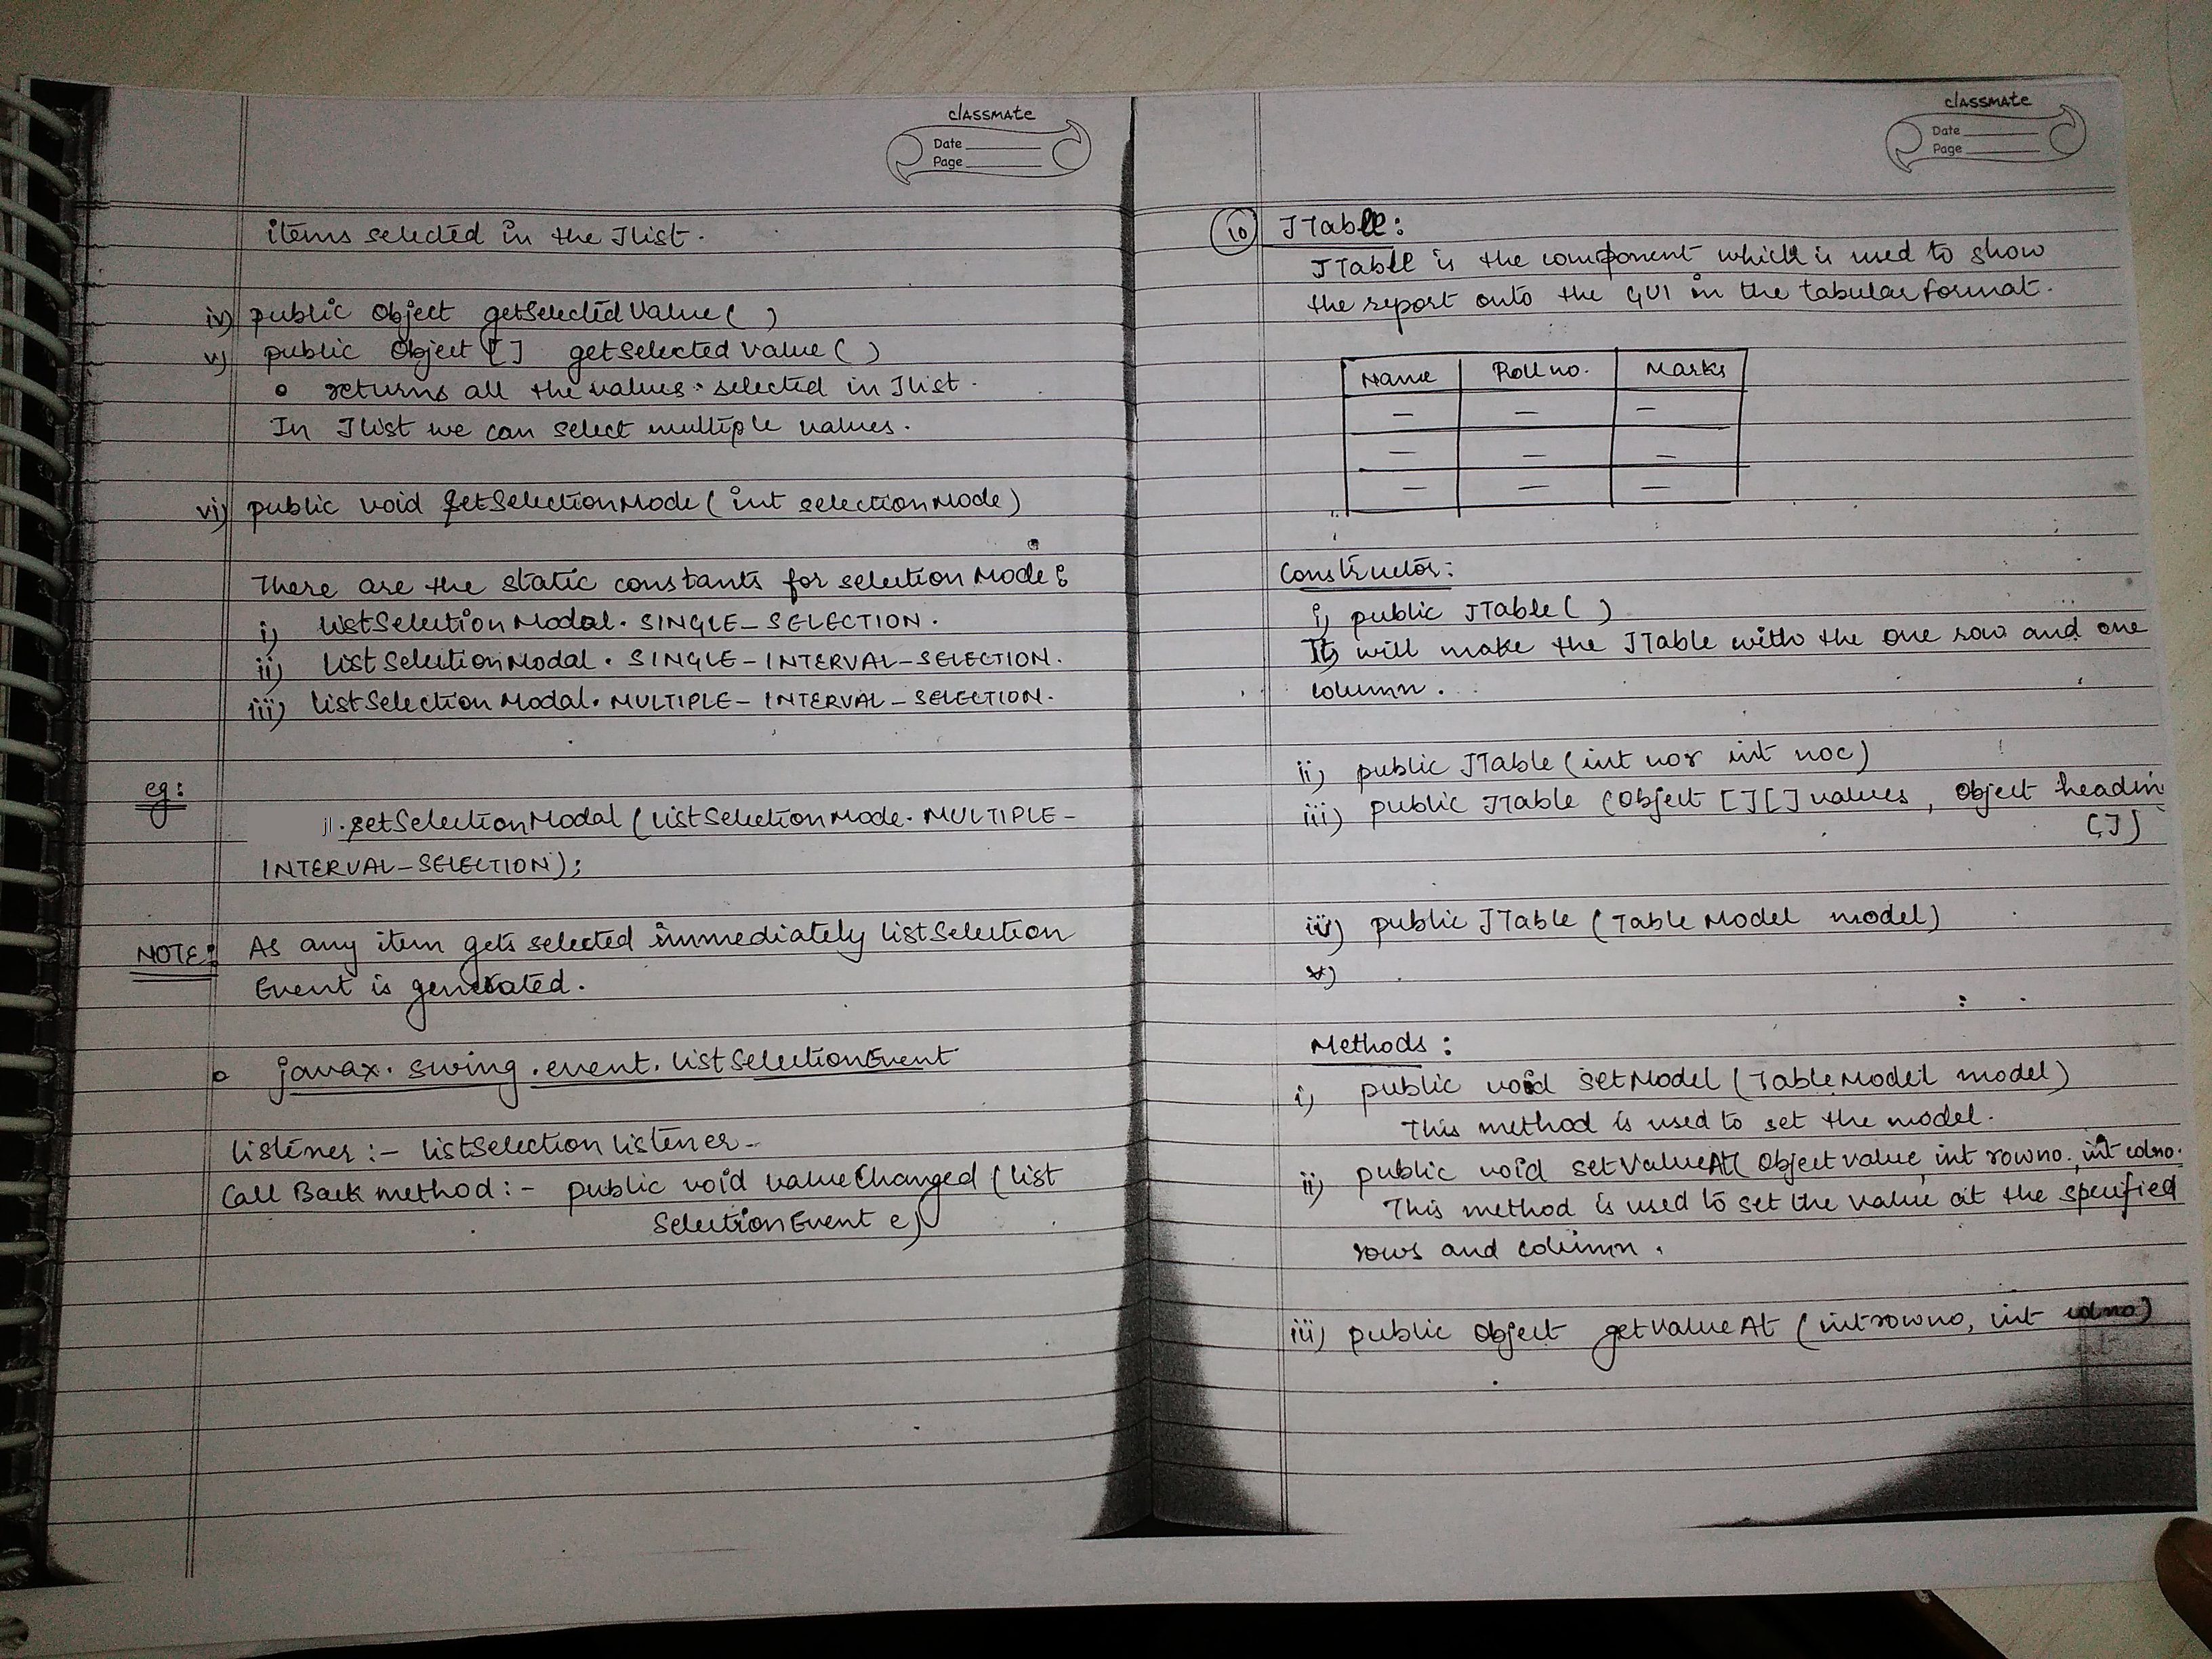 classmate
Date
Page
items selected in the Jlist.
iv) public Object getSelectedValue( )
v) public Object [] getSelected value ( )
o returns all the values selected in Jlist.
In Jlist we can select multiple values.
vi) public void setSelectionMode ( int selectionMode)
There are the static constants for selection Mode:
i) listSelectionModal. SINGLE_SELECTION.
ii) listSelectionModal. SINGLE-INTERVAL-SELECTION.
iii) listSelectionModal. MULTIPLE-INTERVAL-SELECTION.
eg:
jl.setSelectionModal (listSelectionMode. MULTIPLE-
INTERVAL-SELECTION);
NOTE: As any item gets selected immediately listSelection
Event is generated.
o javax. swing .event. listSelectionEvent
listener :- listSelection listener-
Call Back method :- public void valueChanged ( list
SelectionEvent e)
classmate
Date
Page
10 JTable:
JTable is the component which is used to show
the report onto the GUI in the tabular format.
Name Roll no. Marks
— — —
— — —
— — —
Constructor:
i) public JTable ( )
It will make the JTable with the one row and one
column.
ii) public JTable (int nor int noc)
iii) public JTable (Object [][] values, Object headin
[])
iv) public JTable (Table Model model)
v)
Methods:
i) public void setModel (TableModel model)
This method is used to set the model.
ii) public void setValueAt( Object value, int rowno, int colno.
This method is used to set the value at the specified
rows and column.
iii) public Object getValueAt (int rowno, int colno)